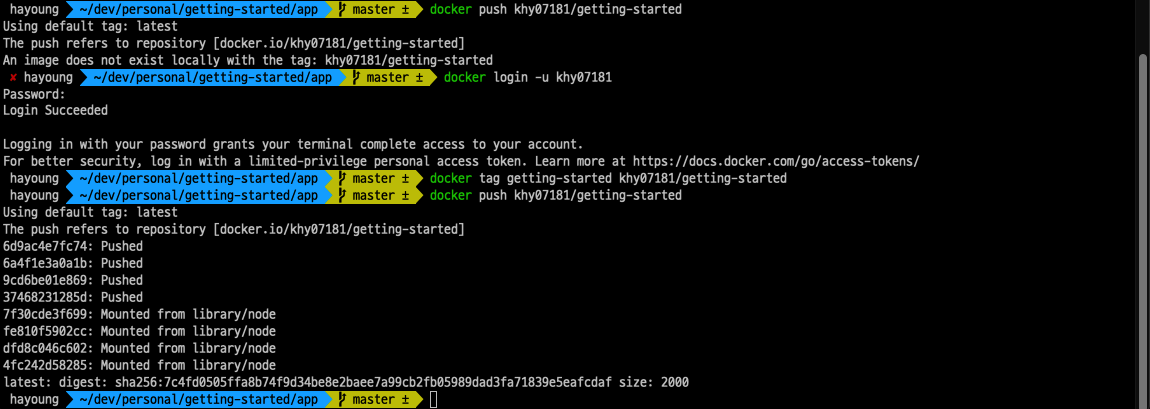 hayoung ~/dev/personal/getting-started/app master ± docker push khy07181/getting-started
Using default tag: latest
The push refers to repository [docker.io/khy07181/getting-started]
An image does not exist locally with the tag: khy07181/getting-started
✘ hayoung ~/dev/personal/getting-started/app master ± docker login -u khy07181
Password:
Login Succeeded
Logging in with your password grants your terminal complete access to your account.
For better security, log in with a limited-privilege personal access token. Learn more at https://docs.docker.com/go/access-tokens/
hayoung ~/dev/personal/getting-started/app master ± docker tag getting-started khy07181/getting-started
hayoung ~/dev/personal/getting-started/app master ± docker push khy07181/getting-started
Using default tag: latest
The push refers to repository [docker.io/khy07181/getting-started]
6d9ac4e7fc74: Pushed
6a4f1e3a0a1b: Pushed
9cd6be01e869: Pushed
37468231285d: Pushed
7f30cde3f699: Mounted from library/node
fe810f5902cc: Mounted from library/node
dfd8c046c602: Mounted from library/node
4fc242d58285: Mounted from library/node
latest: digest: sha256:7c4fd0505ffa8b74f9d34be8e2baee7a99cb2fb05989dad3fa71839e5eafcdaf size: 2000
hayoung ~/dev/personal/getting-started/app master ±